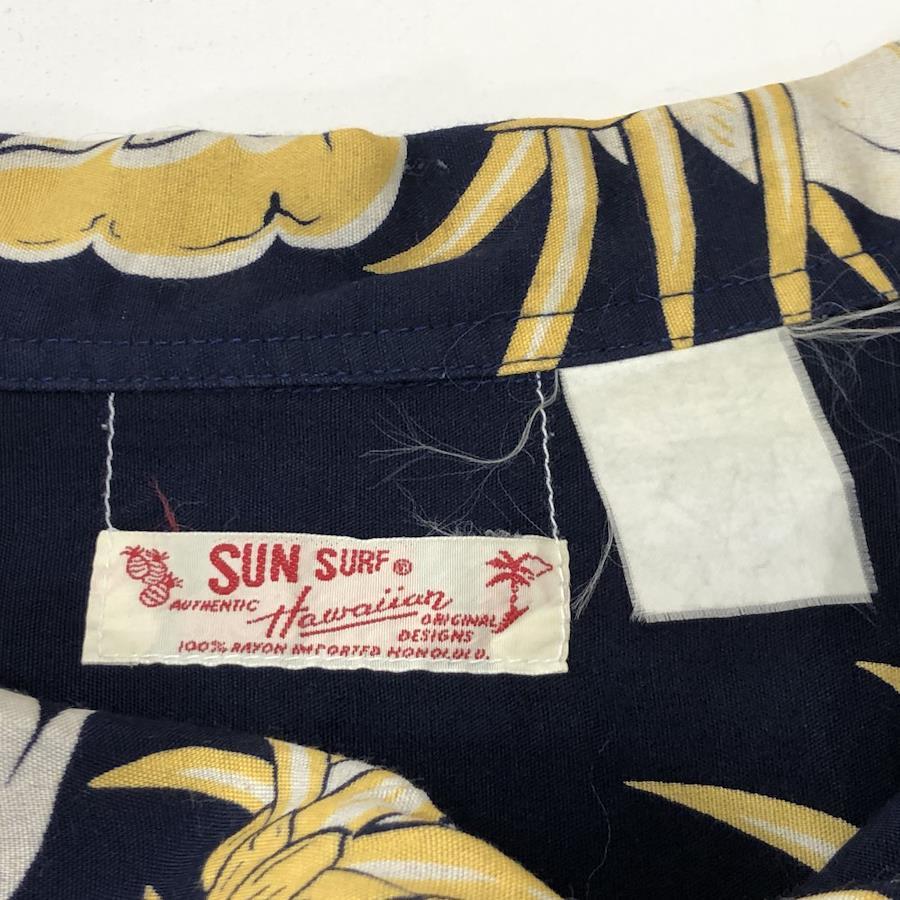 SUN SURF®
AUTHENTIC Hawaiian ORIGINAL
DESIGNS
100% RAYON IMPORTED HONOLULU.